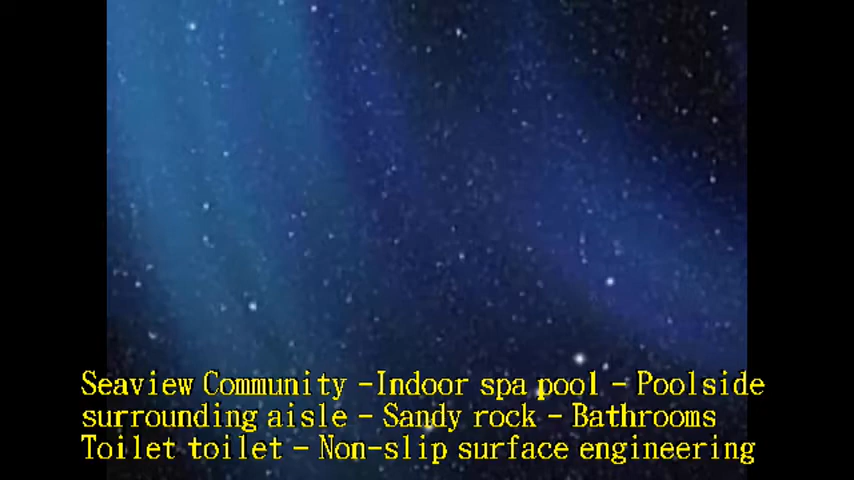 Seaview Community -Indoor spa pool - Poolside
surrounding aisle - Sandy rock - Bathrooms
Toilet toilet - Non-slip surface engineering